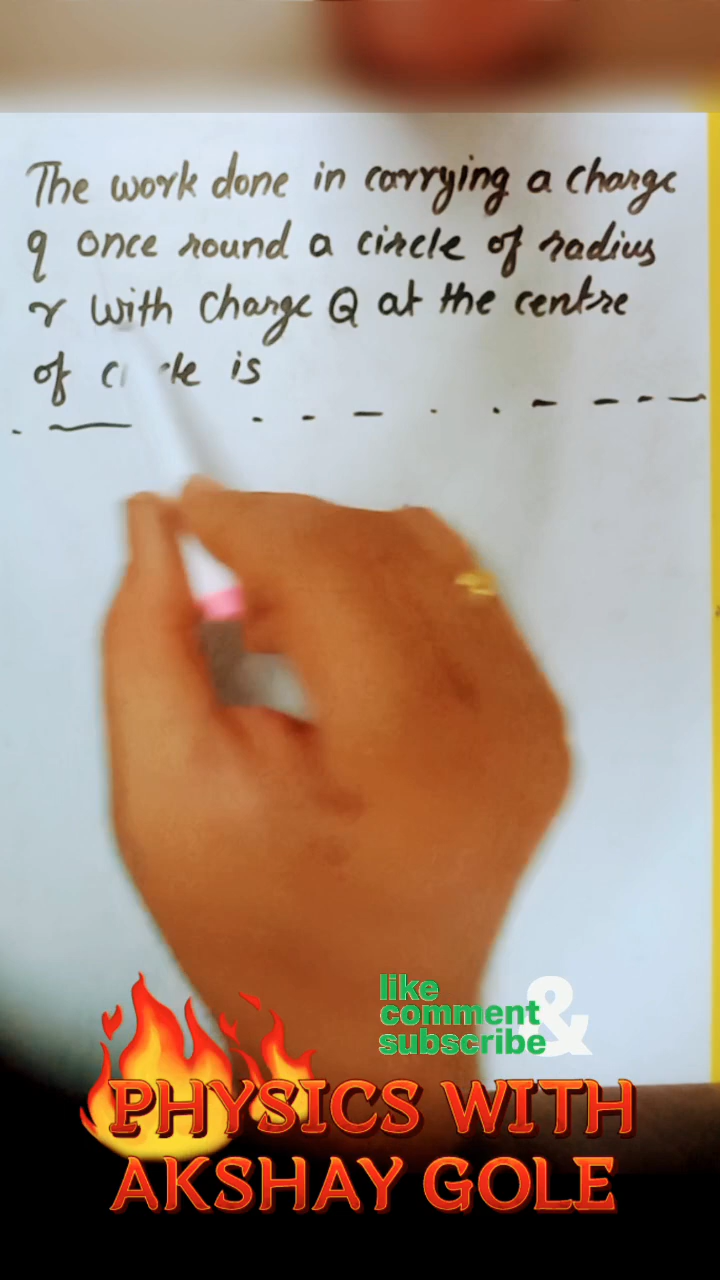 The work done in carrying a charge
q once round a circle of radius
r with charge Q at the centre
of is
like
comment &
subscribe
PHYSICS WITH
AKSHAY GOLE